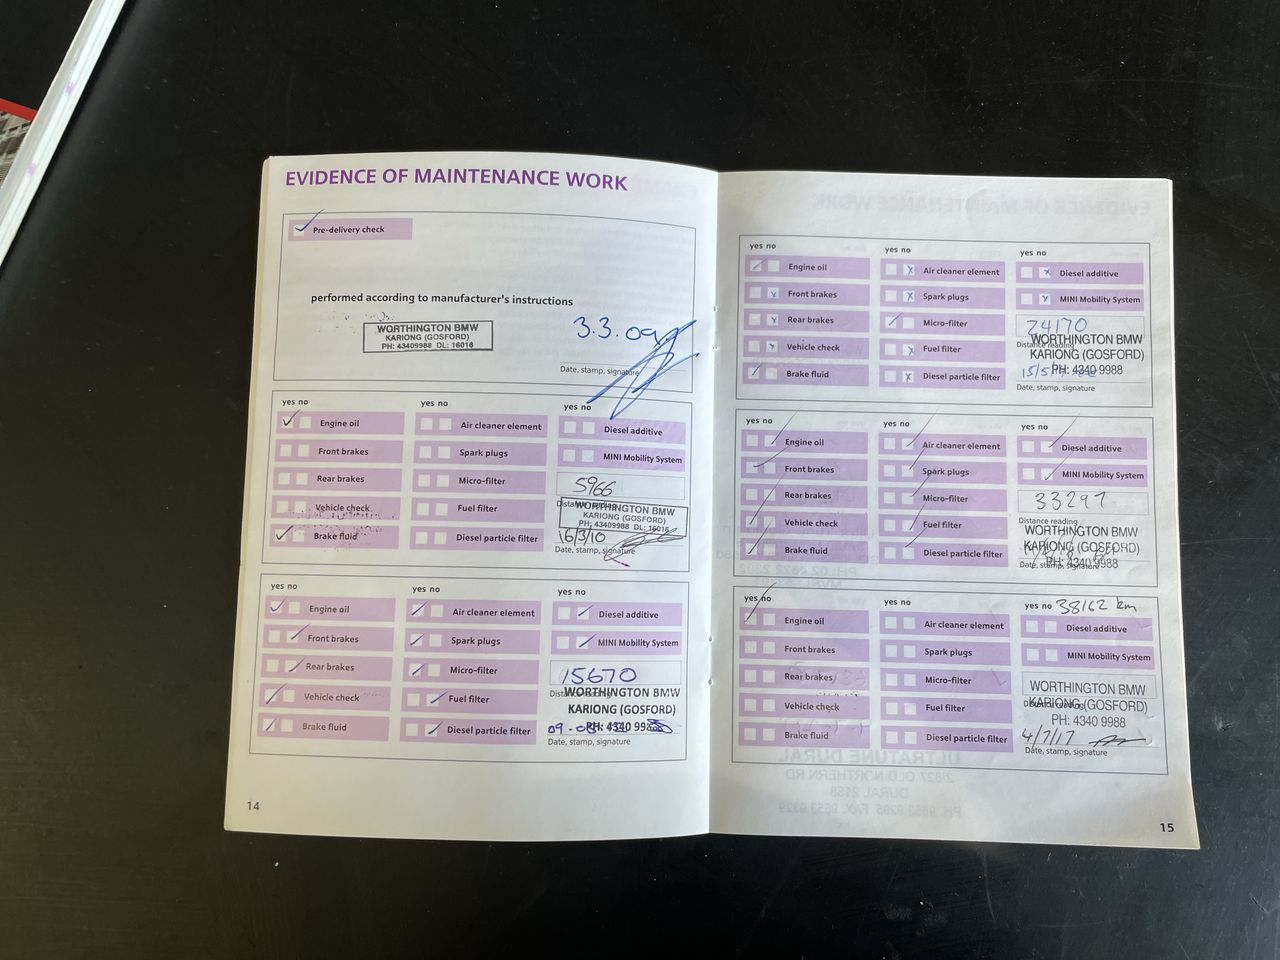 EVIDENCE OF MAINTENANCE WORK
Pre-delivery check
performed according to manufacturer's instructions
WORTHINGTON BMW
KARIONG (GOSFORD)
PH: 43409988 DL: 16016
3.3.09
Date, stamp, signature
yes no
Engine oil
Front brakes
Rear brakes
Vehicle check
Brake fluid
Air cleaner element
Spark plugs
Micro-filter
Fuel filter
Diesel particle filter
yes no
Diesel additive
MINI Mobility System
5966
WORTHINGTON BMW
KARIONG (GOSFORD)
PH: 43409988 DL: 16016
16/3/10
Date, stamp, signature
yes no
Engine oil
Front brakes
Rear brakes
Vehicle check
Brake fluid
yes no
Air cleaner element
Spark plugs
Micro-filter
Fuel filter
Diesel particle filter
yes no
Diesel additive
MINI Mobility System
15670
WORTHINGTON BMW
KARIONG (GOSFORD)
PH: 4340
Date, stamp, signature
14
yes no
Engine oil
Front brakes
Rear brakes
Vehicle check
Brake fluid
yes no
Air cleaner element
Spark plugs
Micro-filter
Fuel filter
Diesel particle filter
yes no
Diesel additive
MINI Mobility System
24170
Distance reading
WORTHINGTON BMW
KARIONG (GOSFORD)
PH: 4340 9988
Date, stamp, signature
yes no
Engine oil
Front brakes
Rear brakes
Vehicle check
Brake fluid
yes no
Air cleaner element
Spark plugs
Micro-filter
Fuel filter
Diesel particle filter
yes no
Diesel additive
MINI Mobility System
33297
Distance reading
WORTHINGTON BMW
KARIONG (GOSFORD)
PH: 4340 9988
Date, stamp, signature
yes no
Engine oil
Front brakes
Rear brakes
Vehicle check
Brake fluid
yes no
Air cleaner element
Spark plugs
Micro-filter
Fuel filter
Diesel particle filter
yes no 38162 km
Diesel additive
MINI Mobility System
WORTHINGTON BMW
KARIONG (GOSFORD)
PH: 4340 9988
4/7/17
Date, stamp, signature
15